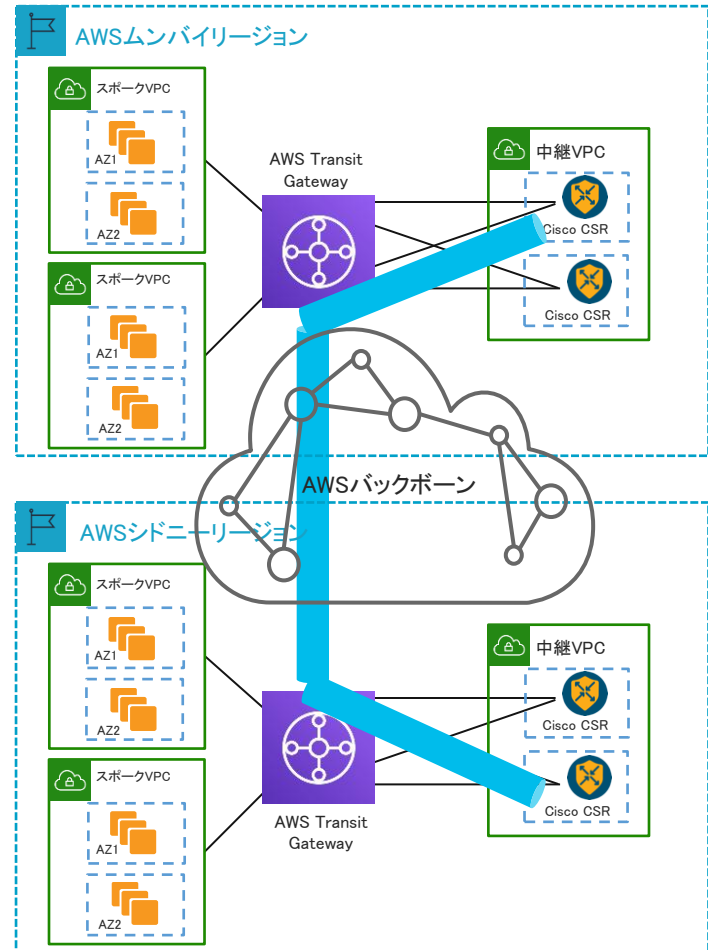 AWSムンバイリージョン
スポークVPC
AZ1
AZ2
スポークVPC
AZ1
AZ2
AWS Transit
Gateway
中継VPC
Cisco CSR
Cisco CSR
AWSバックボーン
AWSシドニーリージョン
スポークVPC
AZ1
AZ2
スポークVPC
AZ1
AZ2
AWS Transit
Gateway
中継VPC
Cisco CSR
Cisco CSR